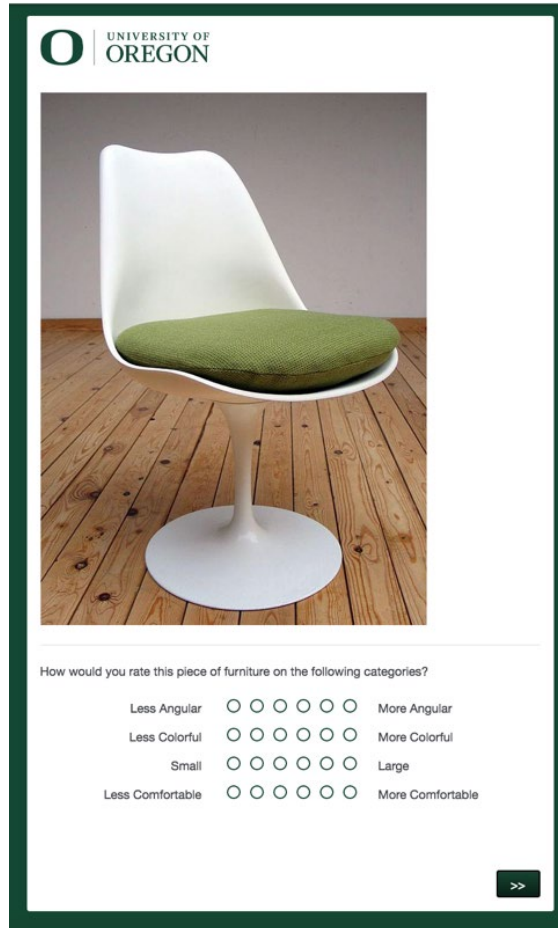 UNIVERSITY OF
OREGON
How would you rate this piece of furniture on the following categories?
Less Angular More Angular
Less Colorful More Colorful
Small Large
Less Comfortable More Comfortable
>>